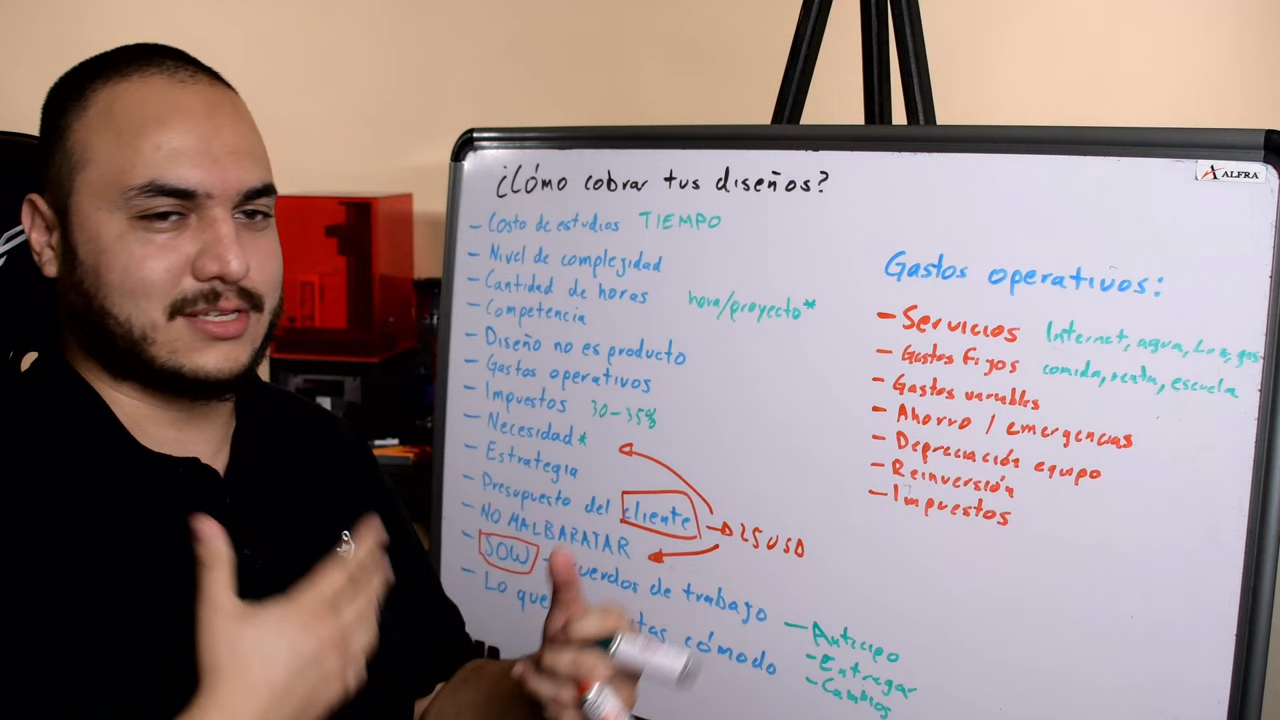 ¿Cómo cobrar tus diseños?
ALFRA
- Costo de estudios TIEMPO
- Nivel de complejidad
- Cantidad de horas hora/proyecto*
- Competencia
- Diseño no es producto
- Gastos operativos
- Impuestos 30-35%
- Necesidad*
- Estrategia
- Presupuesto del cliente → 25 USD
- NO MALBARATAR
- SOW - uerdos de trabajo
- Lo que tas cómodo
- Anticipo
- Entregar
- Cambios
Gastos operativos:
- Servicios Internet, agua, Luz, gas
- Gastos fijos comida, renta, escuela
- Gastos variables
- Ahorro / emergencias
- Depreciación equipo
- Reinversión
- Impuestos